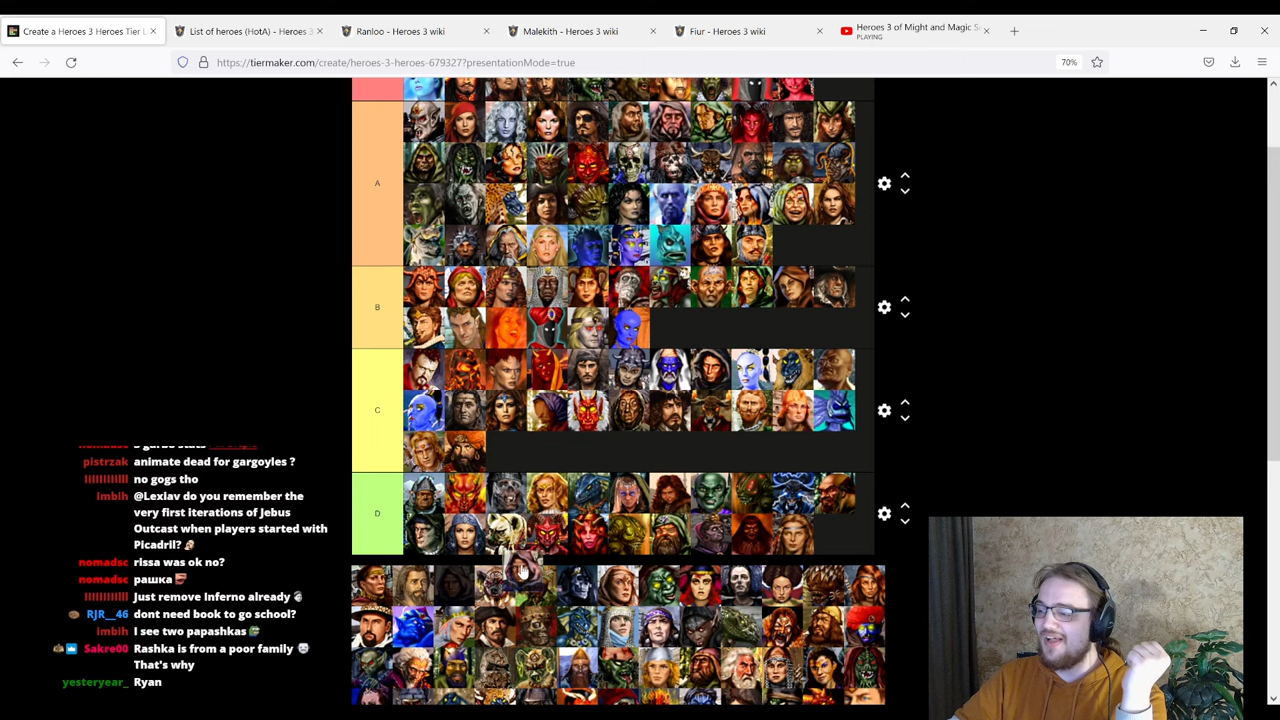 Create a Heroes 3 Heroes Tier L
List of heroes (HotA) - Heroes 3
Ranloo - Heroes 3 wiki
Malekith - Heroes 3 wiki
Fiur - Heroes 3 wiki
Heroes 3 of Might and Magic S
PLAYING
https://tiermaker.com/create/heroes-3-heroes-679327?presentationMode=true
70%
A
B
C
D
pistrzak animate dead for gargoyles ?
llllllllllll no gogs tho
imbih @Lexiav do you remember the
very first iterations of Jebus
Outcast when players started with
Picadril?
nomadsc rissa was ok no?
nomadsc рашка
llllllllllll Just remove Inferno already
RJR__46 dont need book to go school?
imbih I see two papashkas
Sakre00 Rashka is from a poor family
That's why
yesteryear_ Ryan